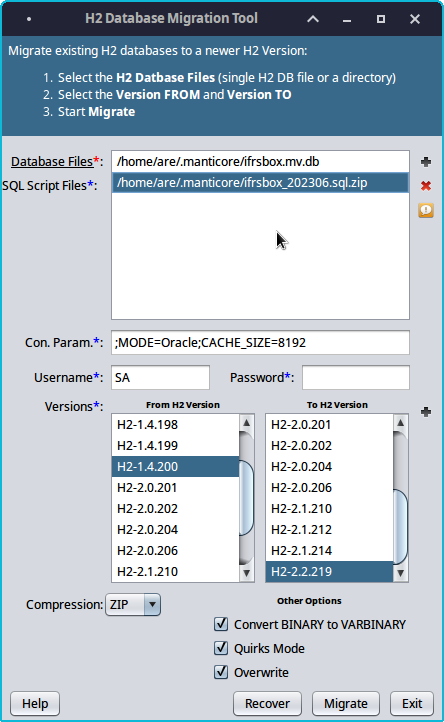 H2 Database Migration Tool
Migrate existing H2 databases to a newer H2 Version:
1. Select the H2 Datbase Files (single H2 DB file or a directory)
2. Select the Version FROM and Version TO
3. Start Migrate
Database Files*: /home/are/.manticore/ifrsbox.mv.db
SQL Script Files*: /home/are/.manticore/ifrsbox_202306.sql.zip
Con. Param.*: ;MODE=Oracle;CACHE_SIZE=8192
Username*: SA Password*:
Versions*: From H2 Version To H2 Version
H2-1.4.198 H2-2.0.201
H2-1.4.199 H2-2.0.202
H2-1.4.200 H2-2.0.204
H2-2.0.201 H2-2.0.206
H2-2.0.202 H2-2.1.210
H2-2.0.204 H2-2.1.212
H2-2.0.206 H2-2.1.214
H2-2.1.210 H2-2.2.219
Compression: ZIP Other Options
Convert BINARY to VARBINARY
Quirks Mode
Overwrite
Help Recover Migrate Exit